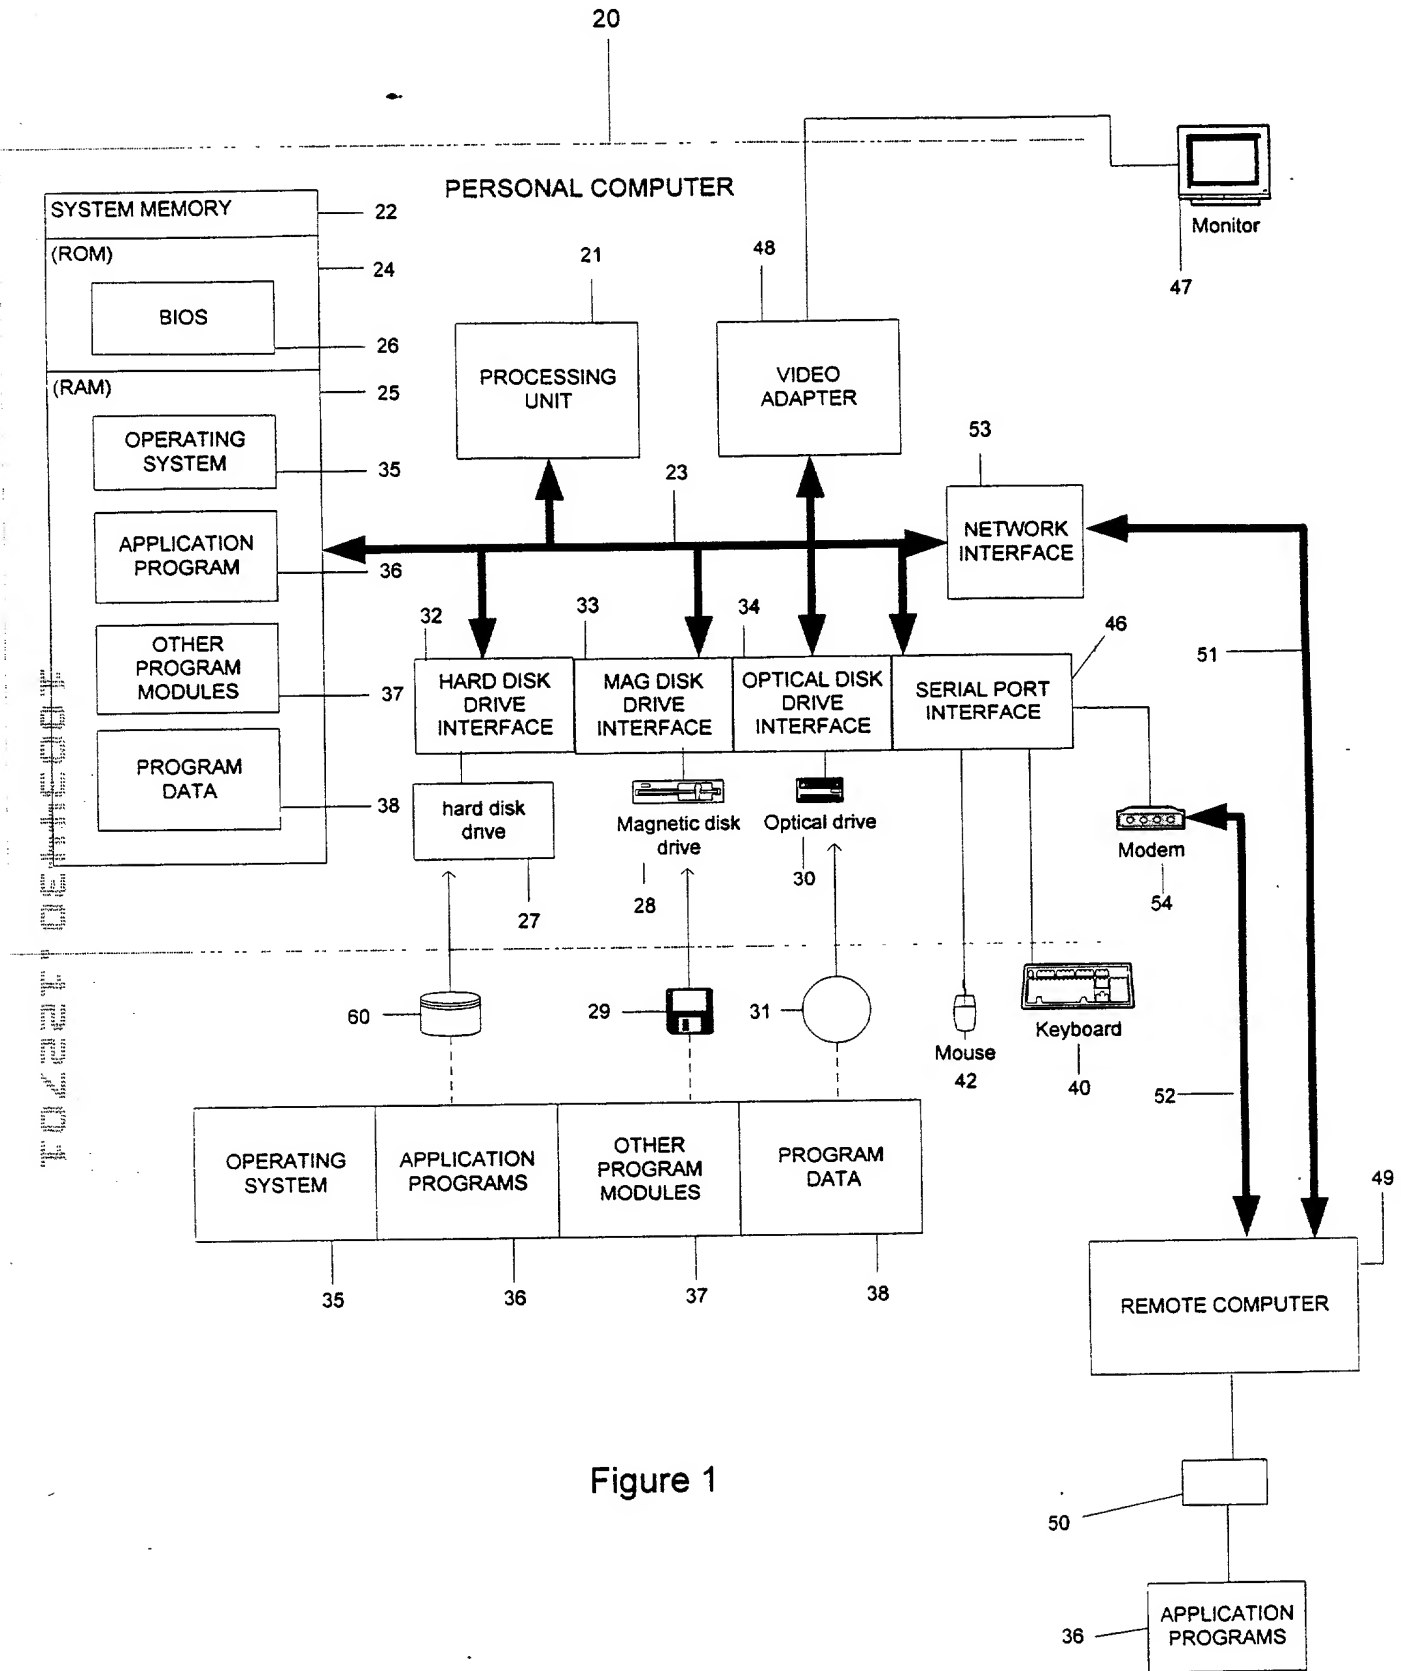 20
PERSONAL COMPUTER
SYSTEM MEMORY
22
(ROM)
24
BIOS
26
(RAM)
25
OPERATING
SYSTEM
35
APPLICATION
PROGRAM
36
OTHER
PROGRAM
MODULES
37
PROGRAM
DATA
38
21
PROCESSING
UNIT
48
VIDEO
ADAPTER
Monitor
47
23
53
NETWORK
INTERFACE
32
HARD DISK
DRIVE
INTERFACE
33
MAG DISK
DRIVE
INTERFACE
34
OPTICAL DISK
DRIVE
INTERFACE
46
SERIAL PORT
INTERFACE
51
hard disk
drive
27
Magnetic disk
drive
28
Optical drive
30
Modem
54
60
29
31
Mouse
42
Keyboard
40
52
OPERATING
SYSTEM
APPLICATION
PROGRAMS
OTHER
PROGRAM
MODULES
PROGRAM
DATA
35
36
37
38
49
REMOTE COMPUTER
50
36
APPLICATION
PROGRAMS
Figure 1